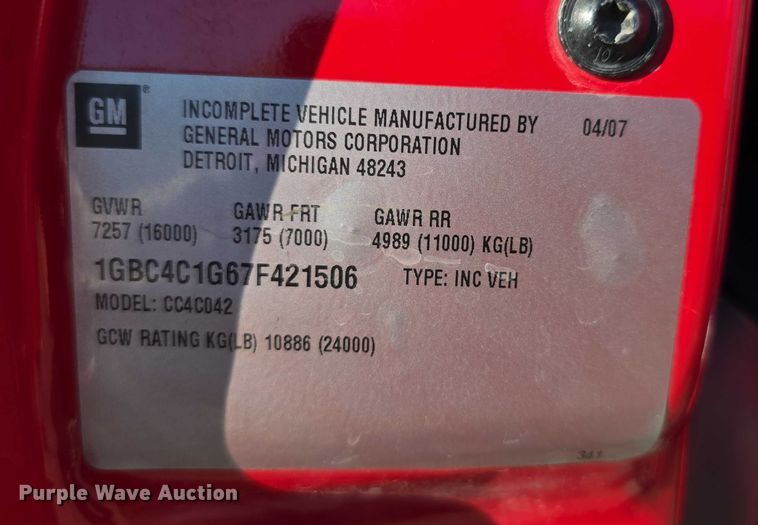 GM ® INCOMPLETE VEHICLE MANUFACTURED BY 04/07
GENERAL MOTORS CORPORATION
DETROIT, MICHIGAN 48243
GVWR GAWR FRT GAWR RR
7257 (16000) 3175 (7000) 4989 (11000) KG(LB)
1GBC4C1G67F421506 TYPE: INC VEH
MODEL: CC4C042
GCW RATING KG(LB) 10886 (24000)
Purple Wave Auction